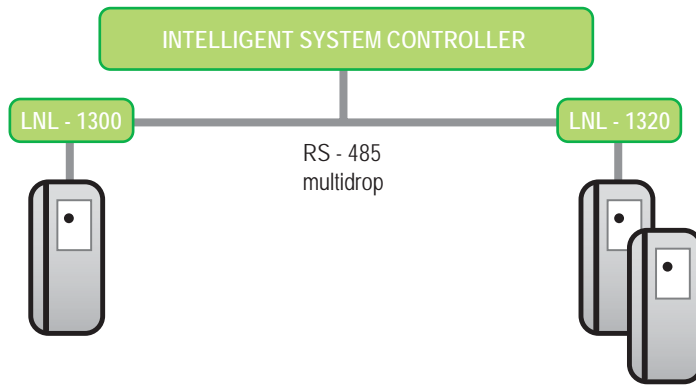 INTELLIGENT SYSTEM CONTROLLER
LNL - 1300
LNL - 1320
RS - 485
multidrop